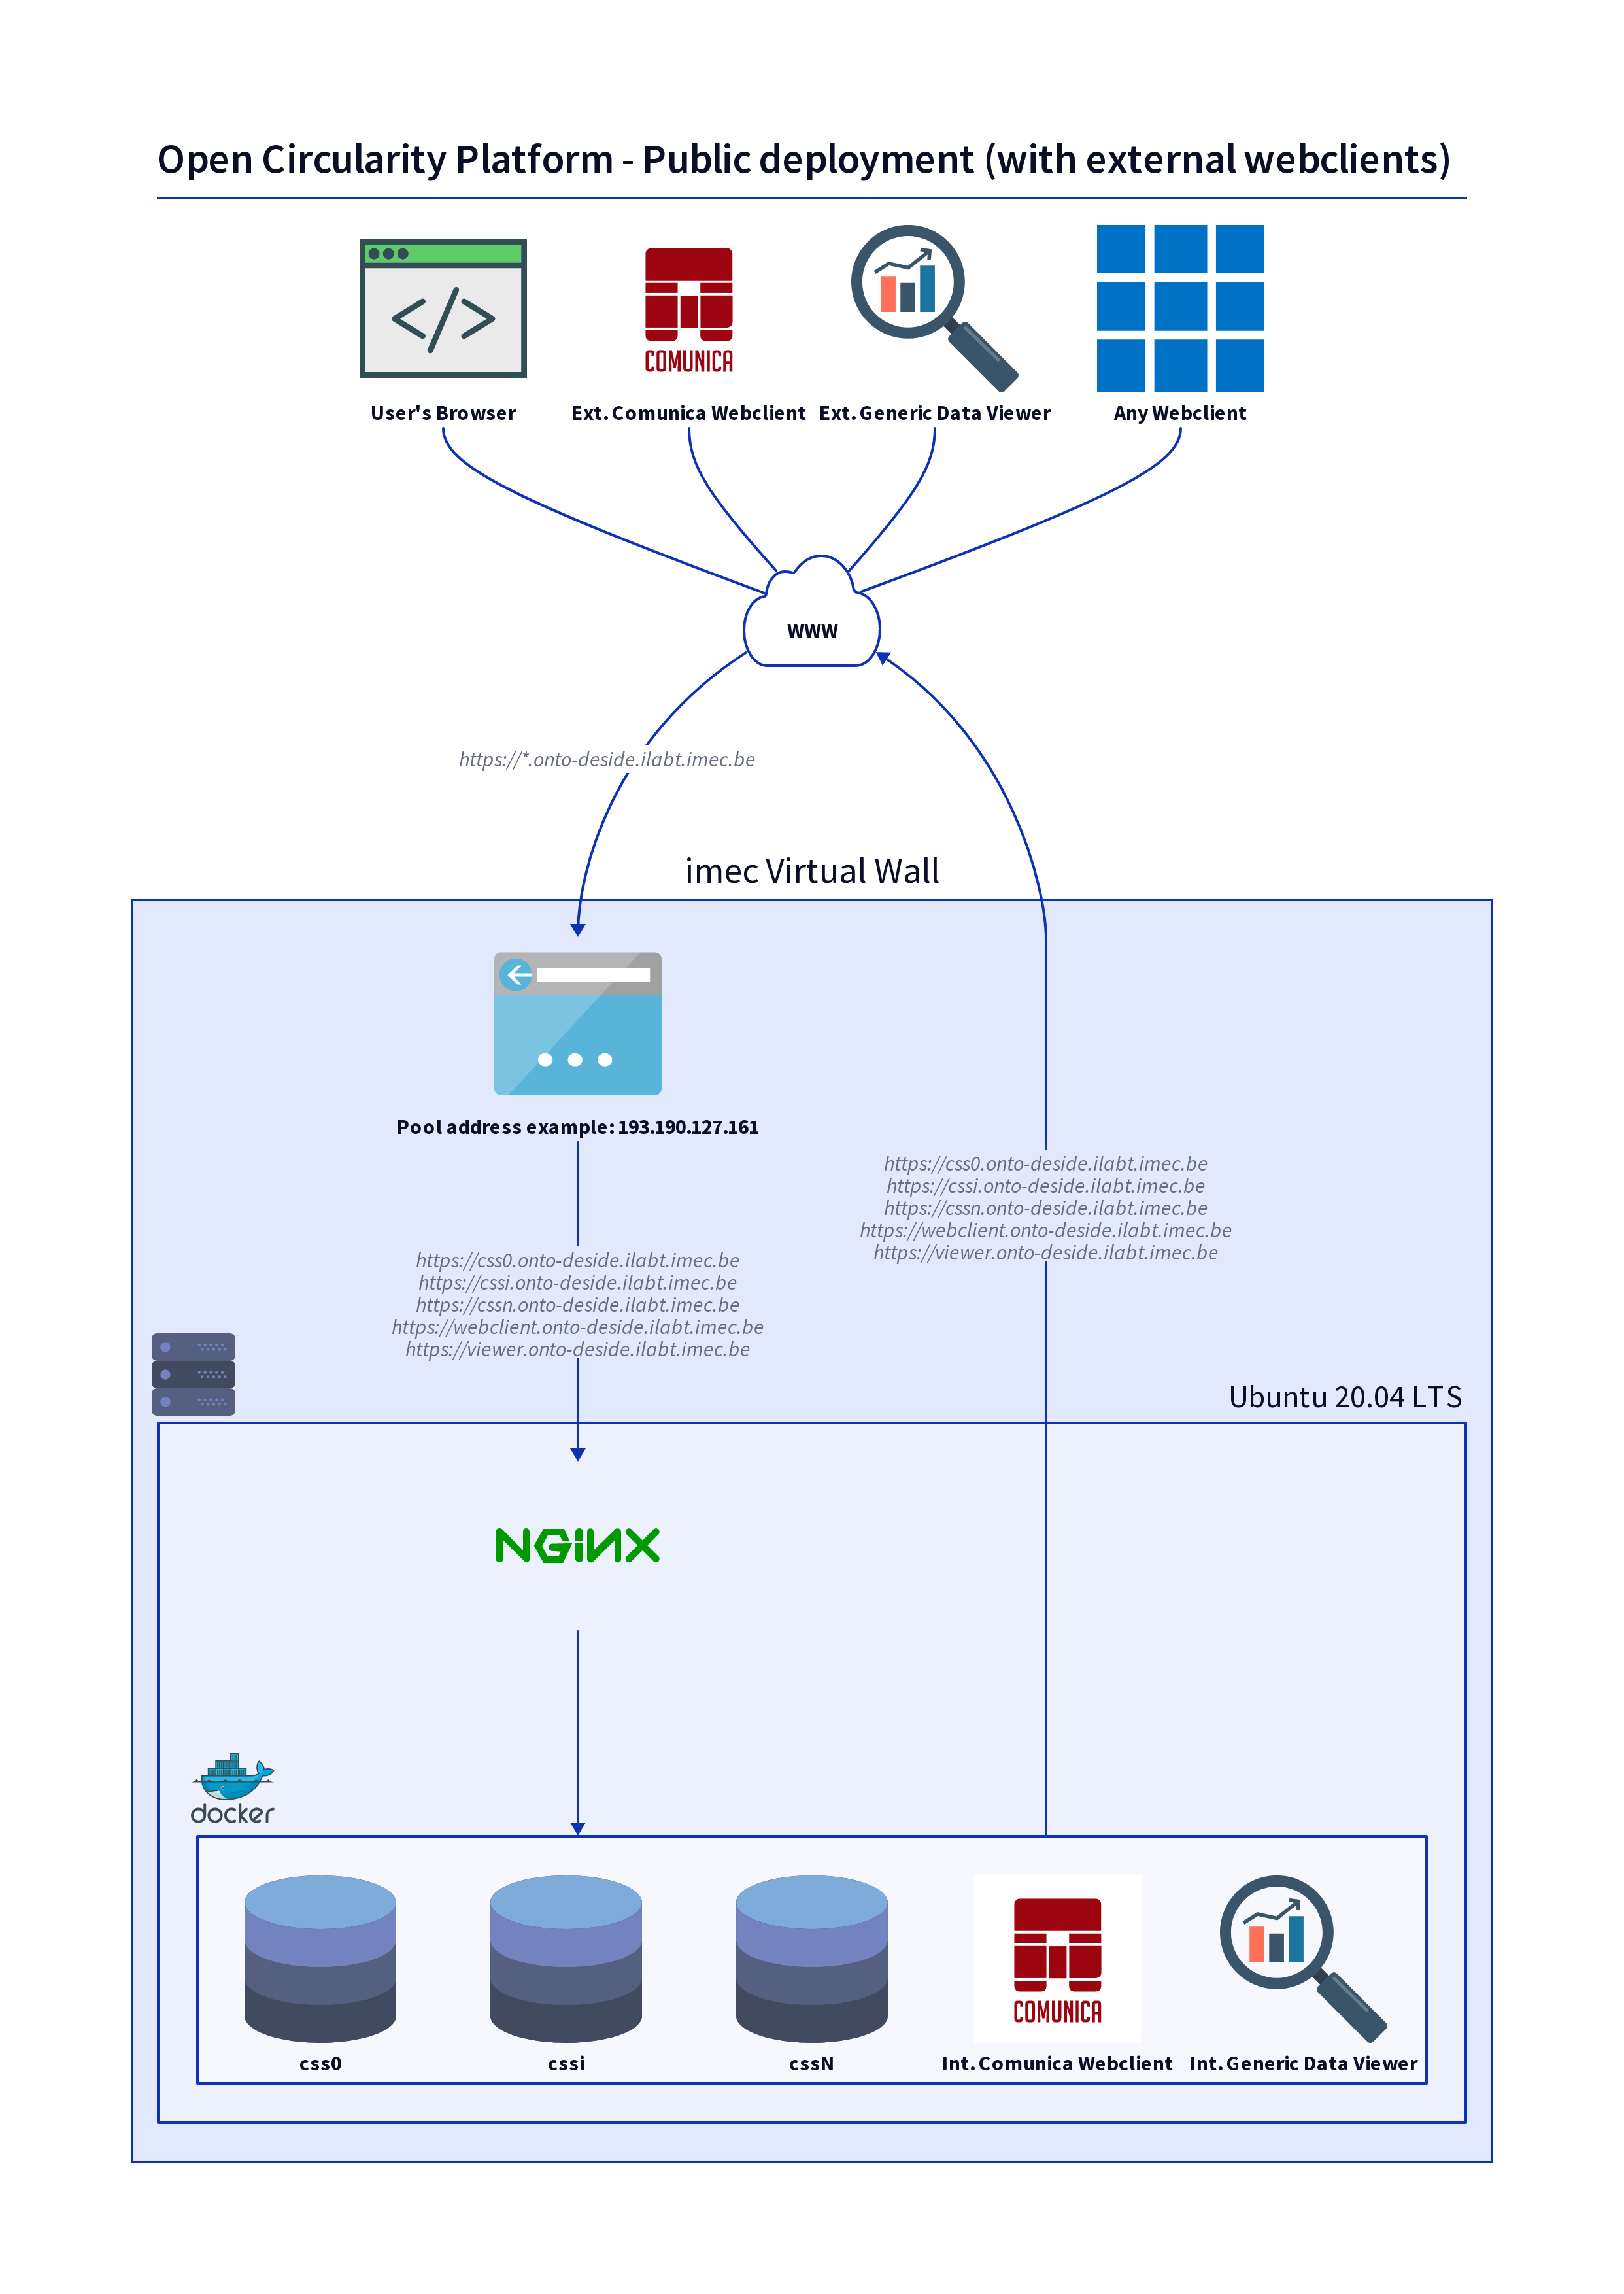 Open Circularity Platform - Public deployment (with external webclients)
</>
COMUNICA
User's Browser
Ext. Comunica Webclient
Ext. Generic Data Viewer
Any Webclient
WWW
https://*.onto-deside.ilabt.imec.be
imec Virtual Wall
Pool address example: 193.190.127.161
https://css0.onto-deside.ilabt.imec.be
https://cssi.onto-deside.ilabt.imec.be
https://cssn.onto-deside.ilabt.imec.be
https://webclient.onto-deside.ilabt.imec.be
https://viewer.onto-deside.ilabt.imec.be
https://css0.onto-deside.ilabt.imec.be
https://cssi.onto-deside.ilabt.imec.be
https://cssn.onto-deside.ilabt.imec.be
https://webclient.onto-deside.ilabt.imec.be
https://viewer.onto-deside.ilabt.imec.be
Ubuntu 20.04 LTS
NGiNX
docker
COMUNICA
css0
cssi
cssN
Int. Comunica Webclient
Int. Generic Data Viewer